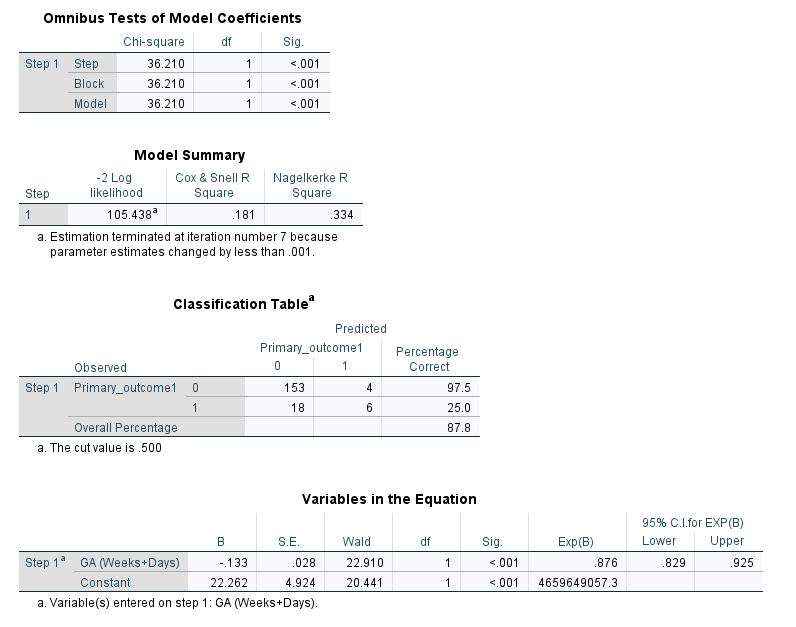 Omnibus Tests of Model Coefficients
Chi-square df Sig.
Step 1 Step 36.210 1 <.001
Block 36.210 1 <.001
Model 36.210 1 <.001
Model Summary
-2 Log Cox & Snell R Nagelkerke R
Step likelihood Square Square
1 105.438a .181 .334
a. Estimation terminated at iteration number 7 because
parameter estimates changed by less than .001.
Classification Tablea
Predicted
Primary_outcome1 Percentage
Observed 0 1 Correct
Step 1 Primary_outcome1 0 153 4 97.5
1 18 6 25.0
Overall Percentage 87.8
a. The cut value is .500
Variables in the Equation
95% C.I.for EXP(B)
B S.E. Wald df Sig. Exp(B) Lower Upper
Step 1a GA (Weeks+Days) -.133 .028 22.910 1 <.001 .876 .829 .925
Constant 22.262 4.924 20.441 1 <.001 4659649057.3
a. Variable(s) entered on step 1: GA (Weeks+Days).